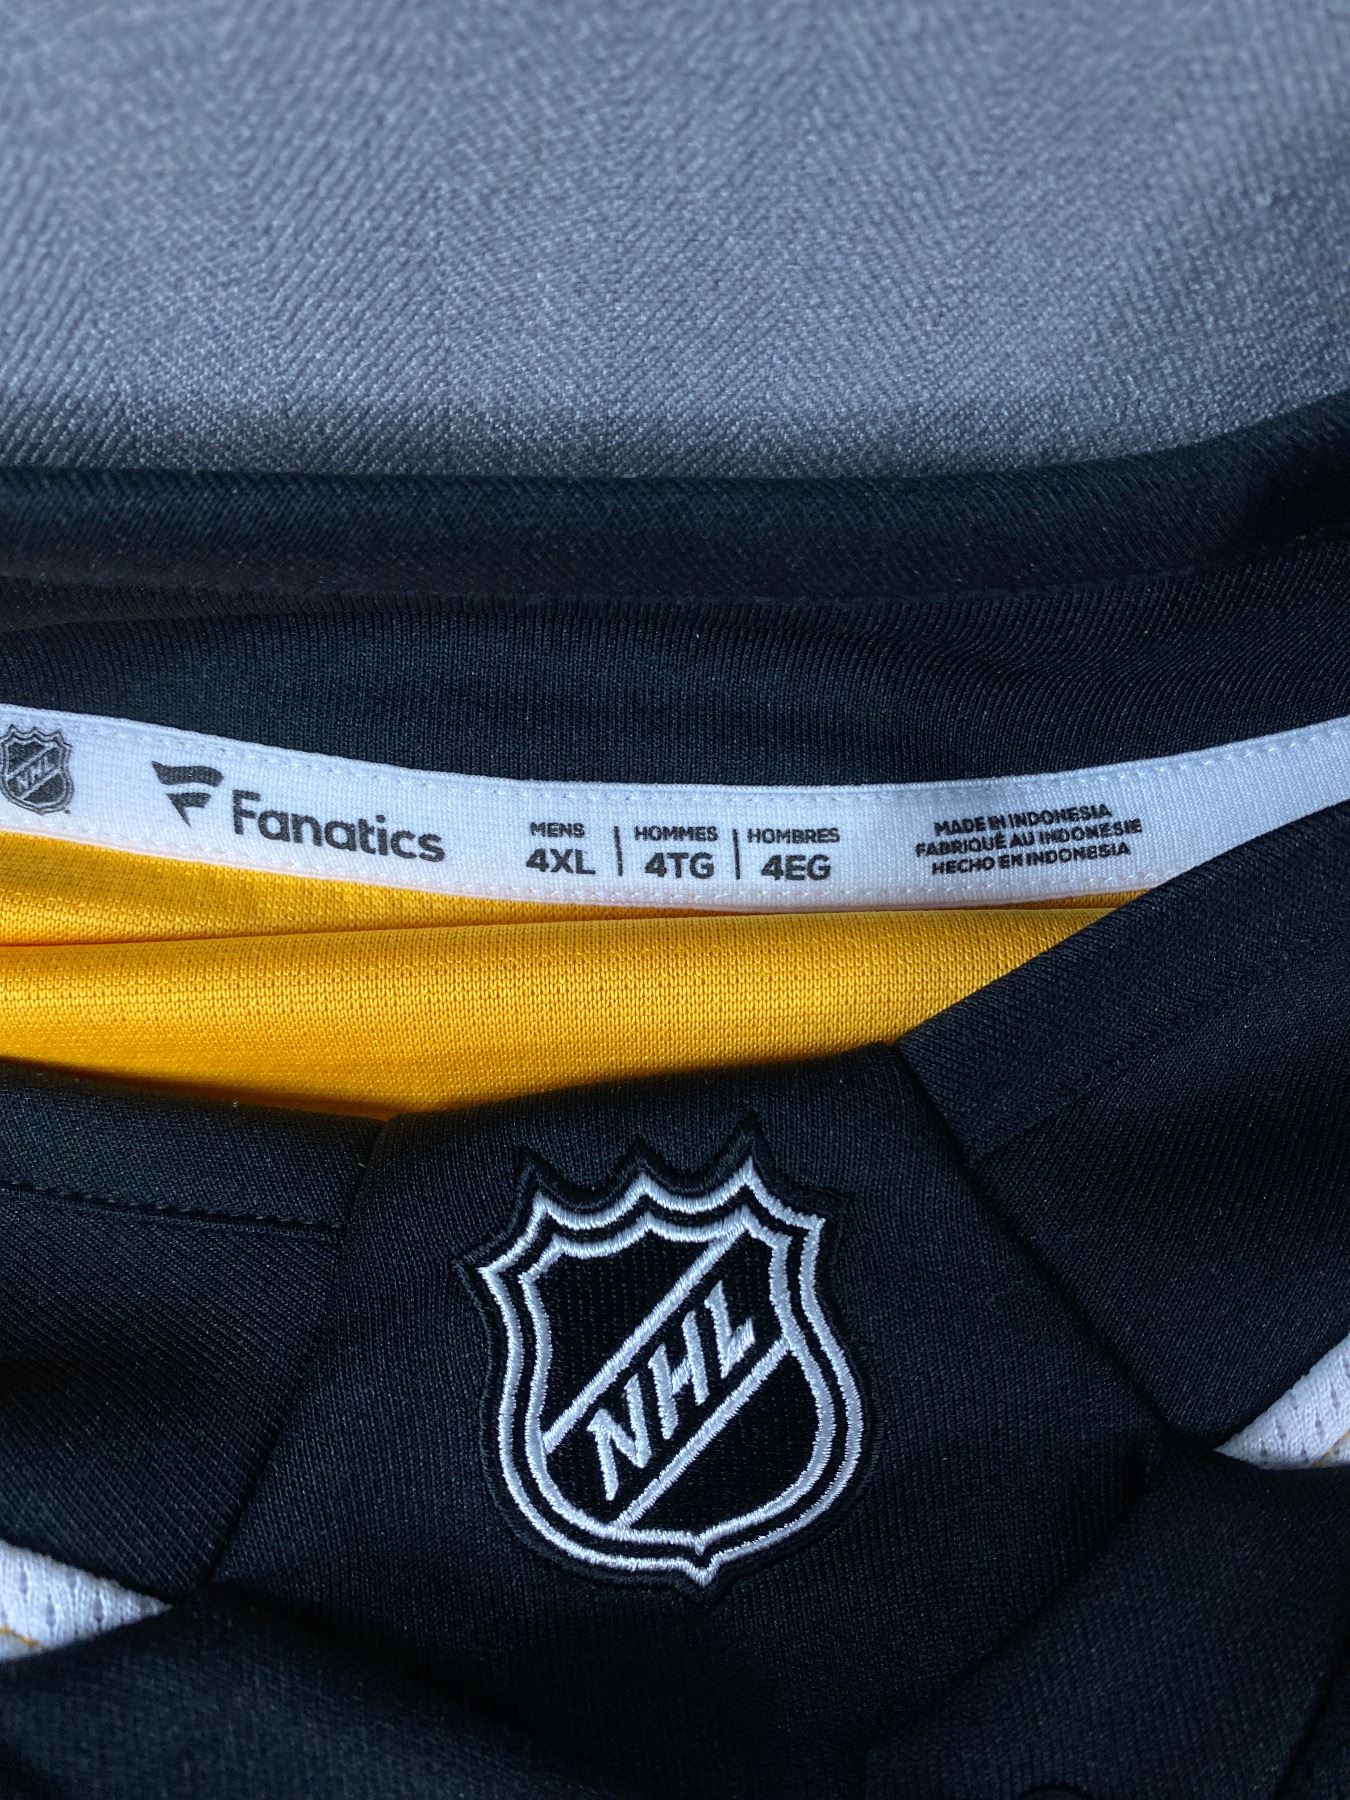 NHL
Fanatics
MENS
4XL
HOMMES
4TG
HOMBRES
4EG
MADE IN INDONESIA
FABRIQUÉ AU INDONESIE
HECHO EN INDONESIA
NHL